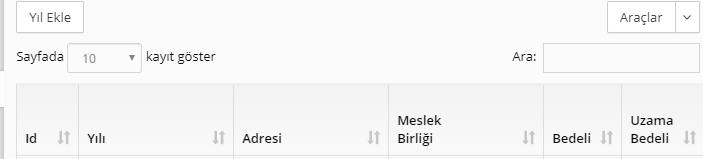 Yıl Ekle
Araçlar
Sayfada 10 kayıt göster
Ara:
Id
Yılı
Adresi
Meslek
Birliği
Bedeli
Uzama
Bedeli